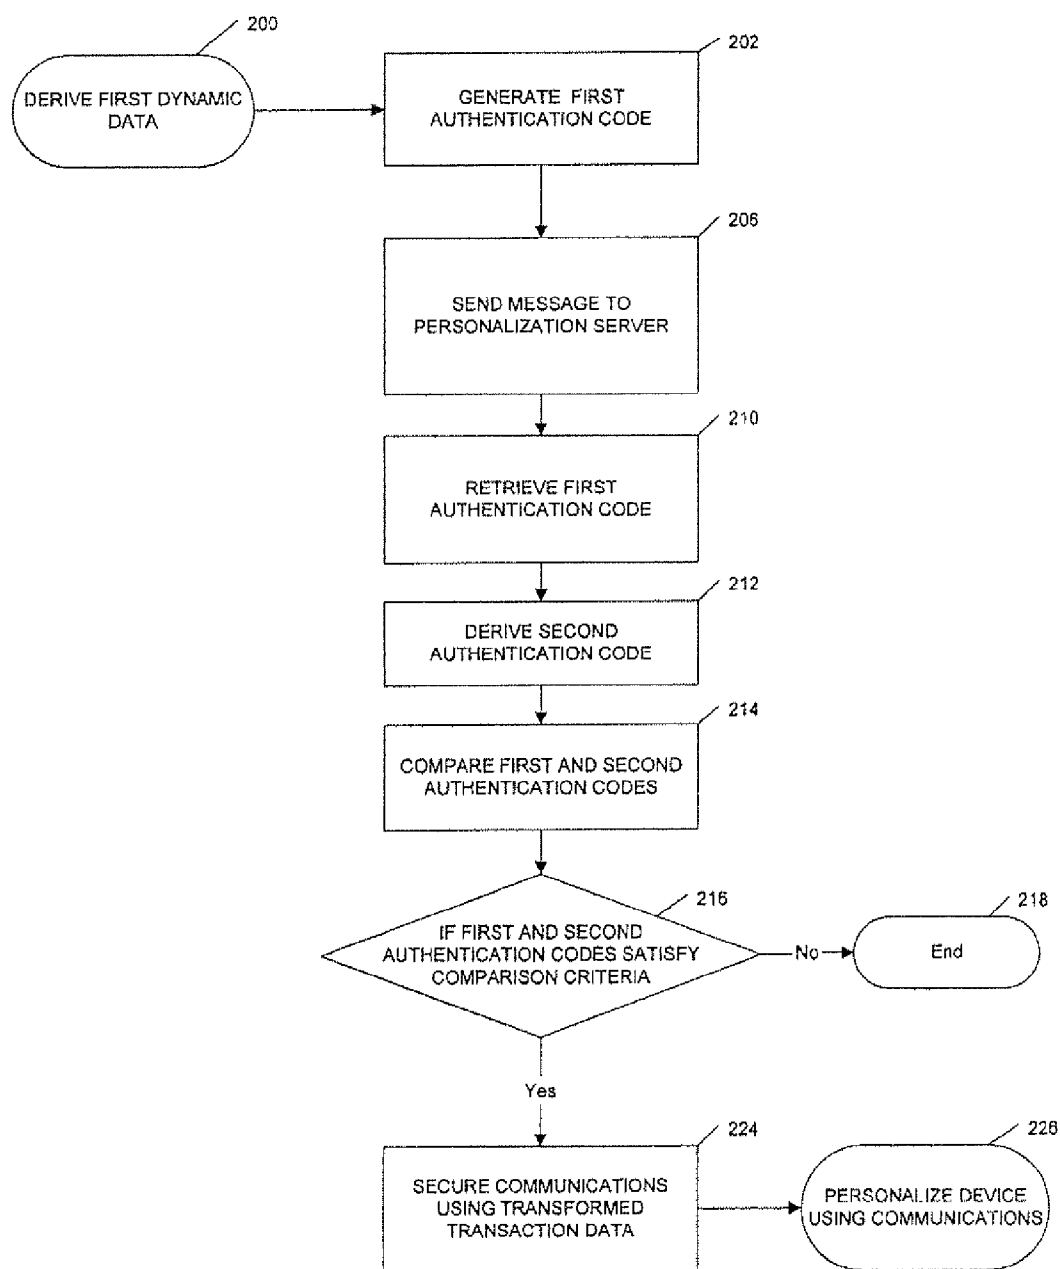 200
DERIVE FIRST DYNAMIC
DATA
202
GENERATE FIRST
AUTHENTICATION CODE
206
SEND MESSAGE TO
PERSONALIZATION SERVER
210
RETRIEVE FIRST
AUTHENTICATION CODE
212
DERIVE SECOND
AUTHENTICATION CODE
214
COMPARE FIRST AND SECOND
AUTHENTICATION CODES
216
IF FIRST AND SECOND
AUTHENTICATION CODES SATISFY
COMPARISON CRITERIA
No
218
End
Yes
224
SECURE COMMUNICATIONS
USING TRANSFORMED
TRANSACTION DATA
226
PERSONALIZE DEVICE
USING COMMUNICATIONS